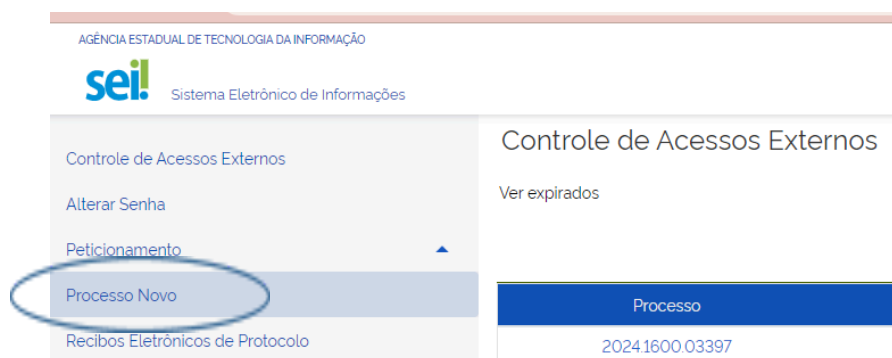 AGÊNCIA ESTADUAL DE TECNOLOGIA DA INFORMAÇÃO
sei!
Sistema Eletrônico de Informações
Controle de Acessos Externos
Alterar Senha
Peticionamento
Processo Novo
Recibos Eletrônicos de Protocolo
Controle de Acessos Externos
Ver expirados
Processo
2024.1600.03397